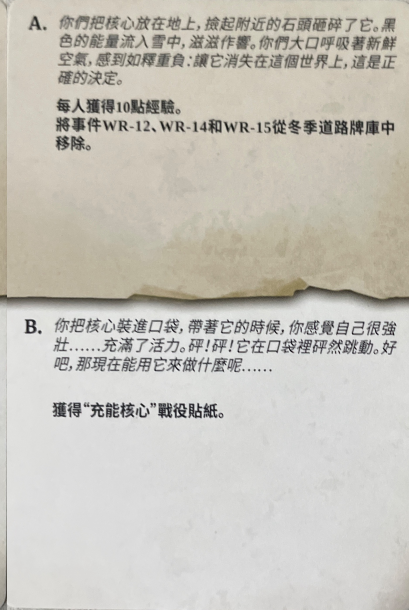 A. 你們把核心放在地上，撿起附近的石頭砸碎了它。黑
色的能量流入雪中，滋滋作響。你們大口呼吸著新鮮
空氣，感到如釋重負：讓它消失在這個世界上，這是正
確的決定。
每人獲得10點經驗。
將事件WR-12、WR-14和WR-15從冬季道路牌庫中
移除。
B. 你把核心裝進口袋，帶著它的時候，你感覺自己很強
壯……充滿了活力。砰！砰！它在口袋裡砰然跳動。好
吧，那現在能用它來做什麼呢……
獲得“充能核心”戰役貼紙。